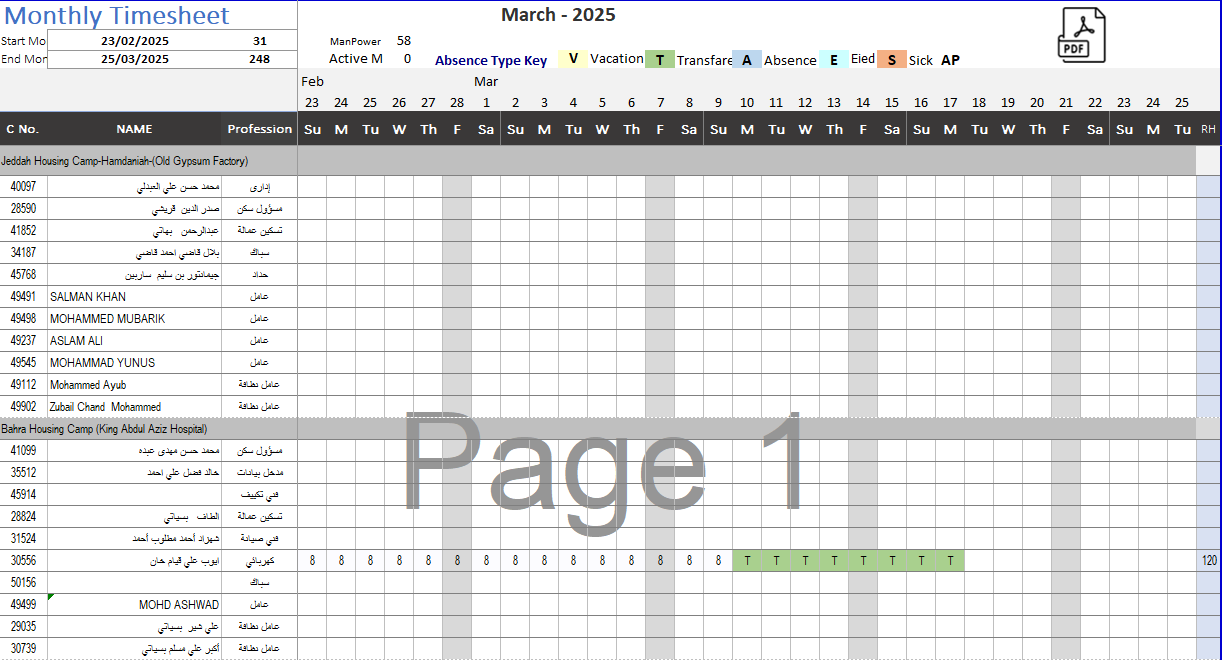 Monthly Timesheet
March - 2025
PDF
Start Mo 23/02/2025 31 ManPower 58
End Mon 25/03/2025 248 Active M 0 Absence Type Key V Vacation T Transfare A Absence E Eied S Sick AP
Feb Mar
23 24 25 26 27 28 1 2 3 4 5 6 7 8 9 10 11 12 13 14 15 16 17 18 19 20 21 22 23 24 25
C No. NAME Profession Su M Tu W Th F Sa Su M Tu W Th F Sa Su M Tu W Th F Sa Su M Tu W Th F Sa Su M Tu RH
Jeddah Housing Camp-Hamdaniah-(Old Gypsum Factory)
40097 محمد حسن علي العبدلي إدارى
28590 صدر الدين قريشي مسؤول سكن
41852 عبدالرحمن بهاتي تسكين عمالة
34187 بلال قاضي احمد قاضي سباك
45768 جيمانتور بن سليم ساربين حداد
49491 SALMAN KHAN عامل
49498 MOHAMMED MUBARIK عامل
49237 ASLAM ALI عامل
49545 MOHAMMAD YUNUS عامل
49112 Mohammed Ayub عامل نظافة
49902 Zubail Chand Mohammed عامل نظافة
Bahra Housing Camp (King Abdul Aziz Hospital)
41099 محمد حسن مهدى عبده مسؤول سكن
35512 خالد فضل علي احمد مدخل بيانات
45914 فني تكييف
28824 الطاف بسياتي تسكين عمالة
31524 شهزاد أحمد مطلوب أحمد فني صيانة
30556 ايوب علي قيام خان كهربائي 8 8 8 8 8 8 8 8 8 8 8 8 8 8 8 T T T T T T T T 120
50156 سباك
49499 MOHD ASHWAD عامل
29035 علي شير بسياتي عامل نظافة
30739 أكبر علي مسلم بسياتي عامل نظافة
Page 1